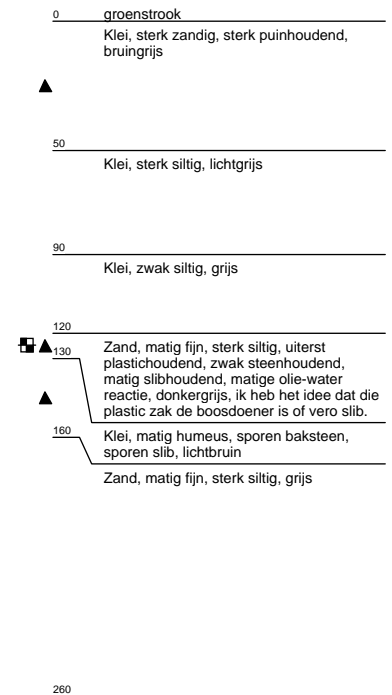 0 groenstrook
Klei, sterk zandig, sterk puinhoudend,
bruingrijs
50
Klei, sterk siltig, lichtgrijs
90
Klei, zwak siltig, grijs
120
Zand, matig fijn, sterk siltig, uiterst
130
plastichoudend, zwak steenhoudend,
matig slibhoudend, matige olie-water
reactie, donkergrijs, ik heb het idee dat die
plastic zak de boosdoener is of vero slib.
160
Klei, matig humeus, sporen baksteen,
sporen slib, lichtbruin
Zand, matig fijn, sterk siltig, grijs
260